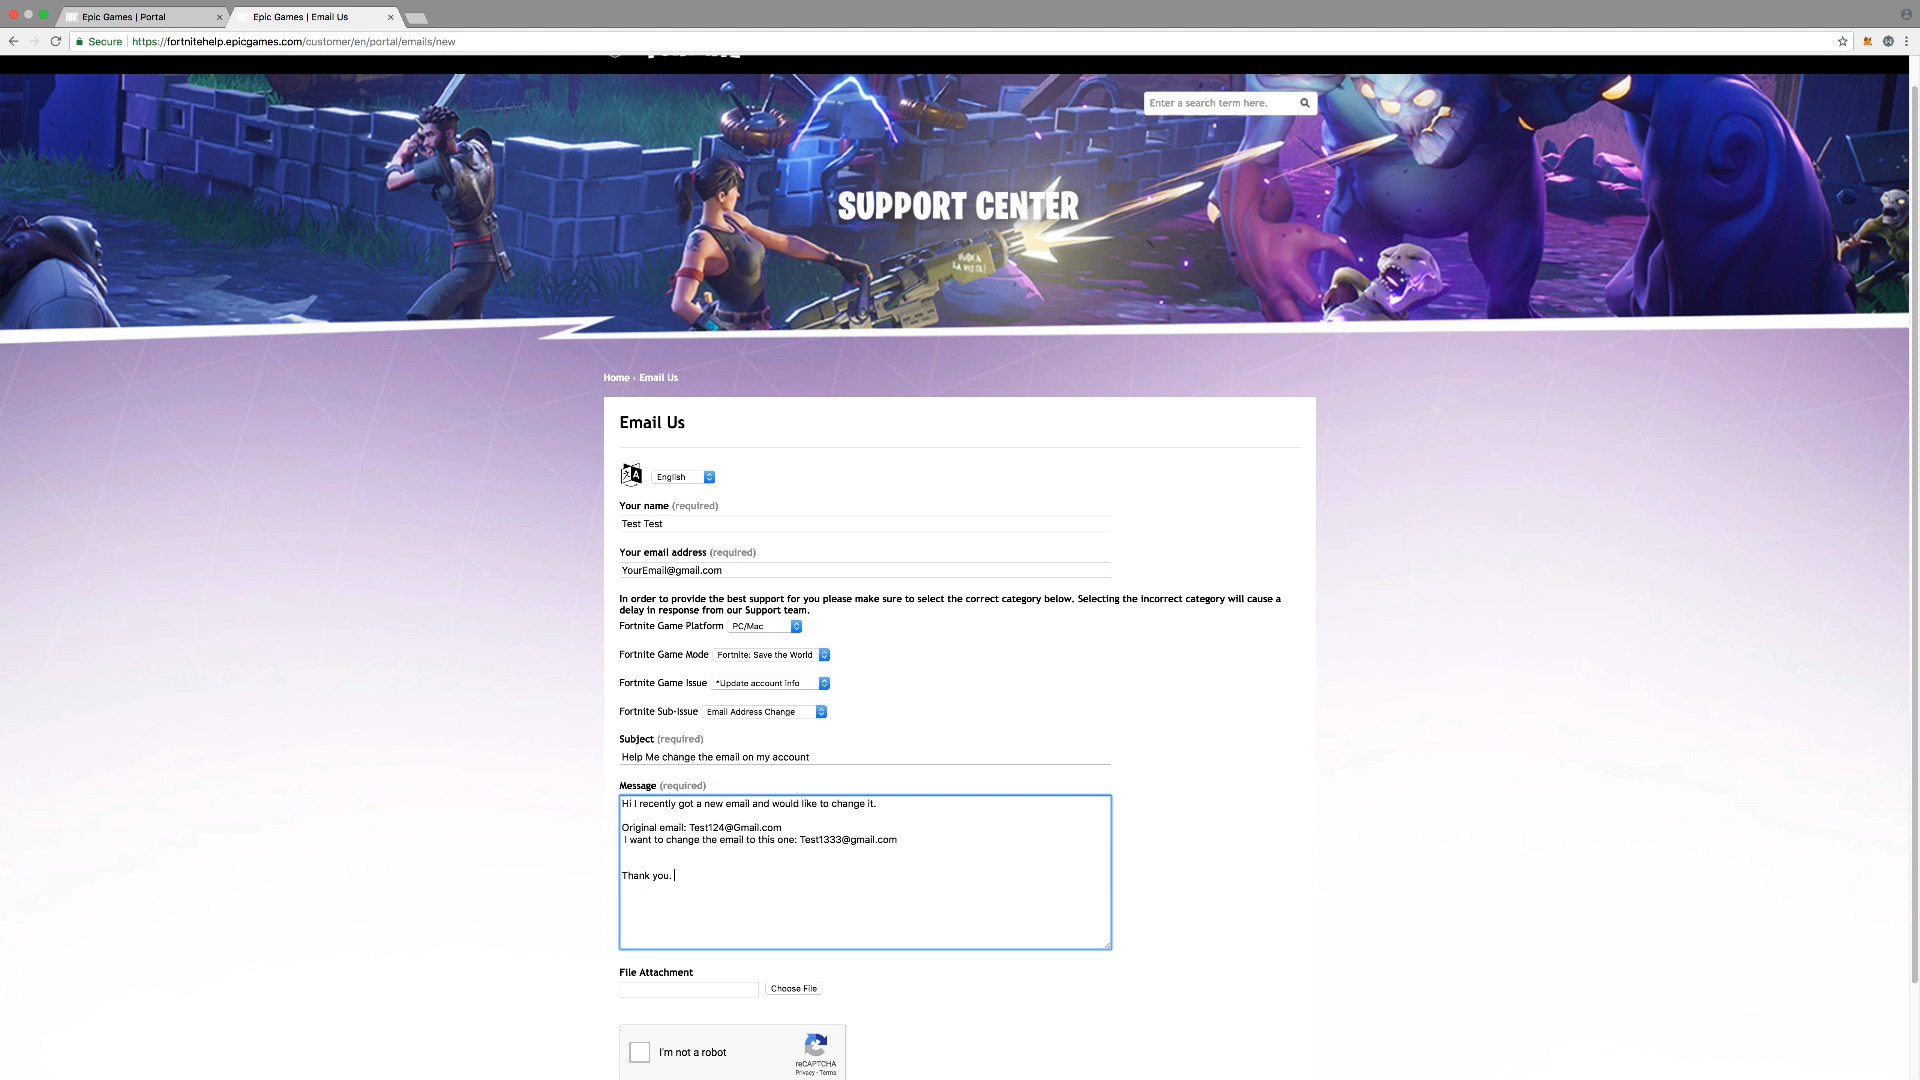 Epic Games | Portal
Epic Games | Email Us
Secure https://fortnitehelp.epicgames.com/customer/en/portal/emails/new
Enter a search term here.
SUPPORT CENTER
LA VISTA!
Home › Email Us
Email Us
English
Your name (required)
Test Test
Your email address (required)
YourEmail@gmail.com
In order to provide the best support for you please make sure to select the correct category below. Selecting the incorrect category will cause a
delay in response from our Support team.
Fortnite Game Platform PC/Mac
Fortnite Game Mode Fortnite: Save the World
Fortnite Game Issue *Update account info
Fortnite Sub-Issue Email Address Change
Subject (required)
Help Me change the email on my account
Message (required)
Hi I recently got a new email and would like to change it.
Original email: Test124@Gmail.com
I want to change the email to this one: Test1333@gmail.com
Thank you.
File Attachment
Choose File
I'm not a robot
reCAPTCHA
Privacy - Terms